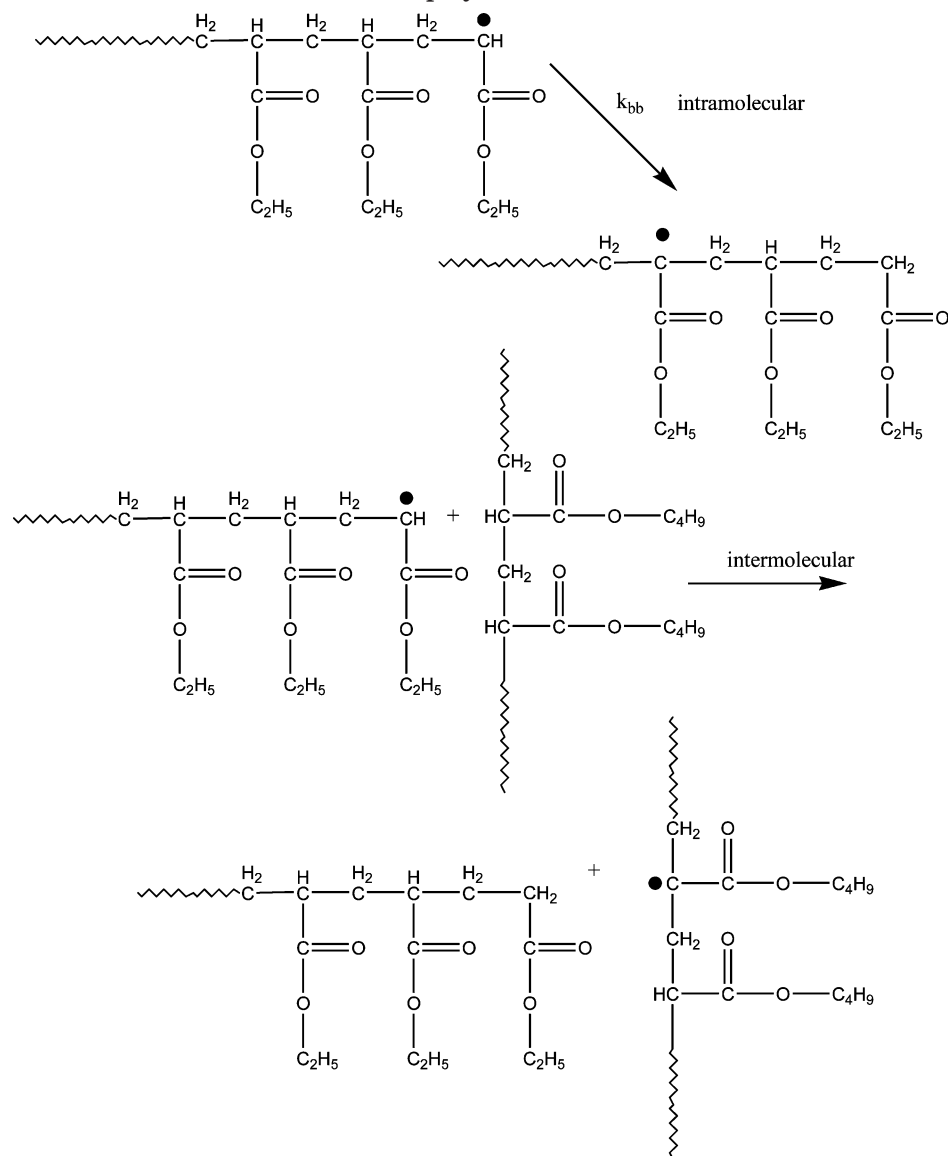 H₂ H H₂ H H₂ ●
C C C C C CH
C=O C=O C=O
k_bb intramolecular
O O O
C₂H₅ C₂H₅ C₂H₅
H₂ ● H₂ H H₂
C C C C C CH₂
C=O C=O C=O
O O O
C₂H₅ C₂H₅ C₂H₅
CH₂ O
H₂ H H₂ H H₂ ●
C C C C C CH + HC C O C₄H₉
intermolecular
C=O C=O C=O CH₂ O
O O O HC C O C₄H₉
C₂H₅ C₂H₅ C₂H₅
CH₂ O
H₂ H H₂ H H₂ +
C C C C C CH₂ ●C C O C₄H₉
C=O C=O C=O CH₂ O
O O O HC C O C₄H₉
C₂H₅ C₂H₅ C₂H₅